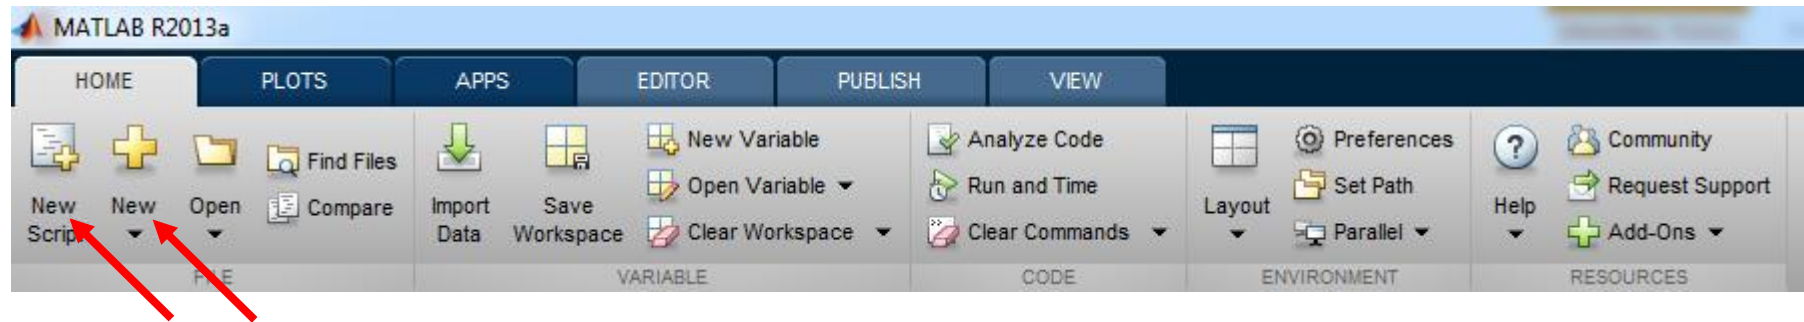 MATLAB R2013a
HOME PLOTS APPS EDITOR PUBLISH VIEW
New Script
New
Open
Find Files
Compare
FILE
Import Data
Save Workspace
New Variable
Open Variable
Clear Workspace
VARIABLE
Analyze Code
Run and Time
Clear Commands
CODE
Layout
Preferences
Set Path
Parallel
ENVIRONMENT
Help
Community
Request Support
Add-Ons
RESOURCES